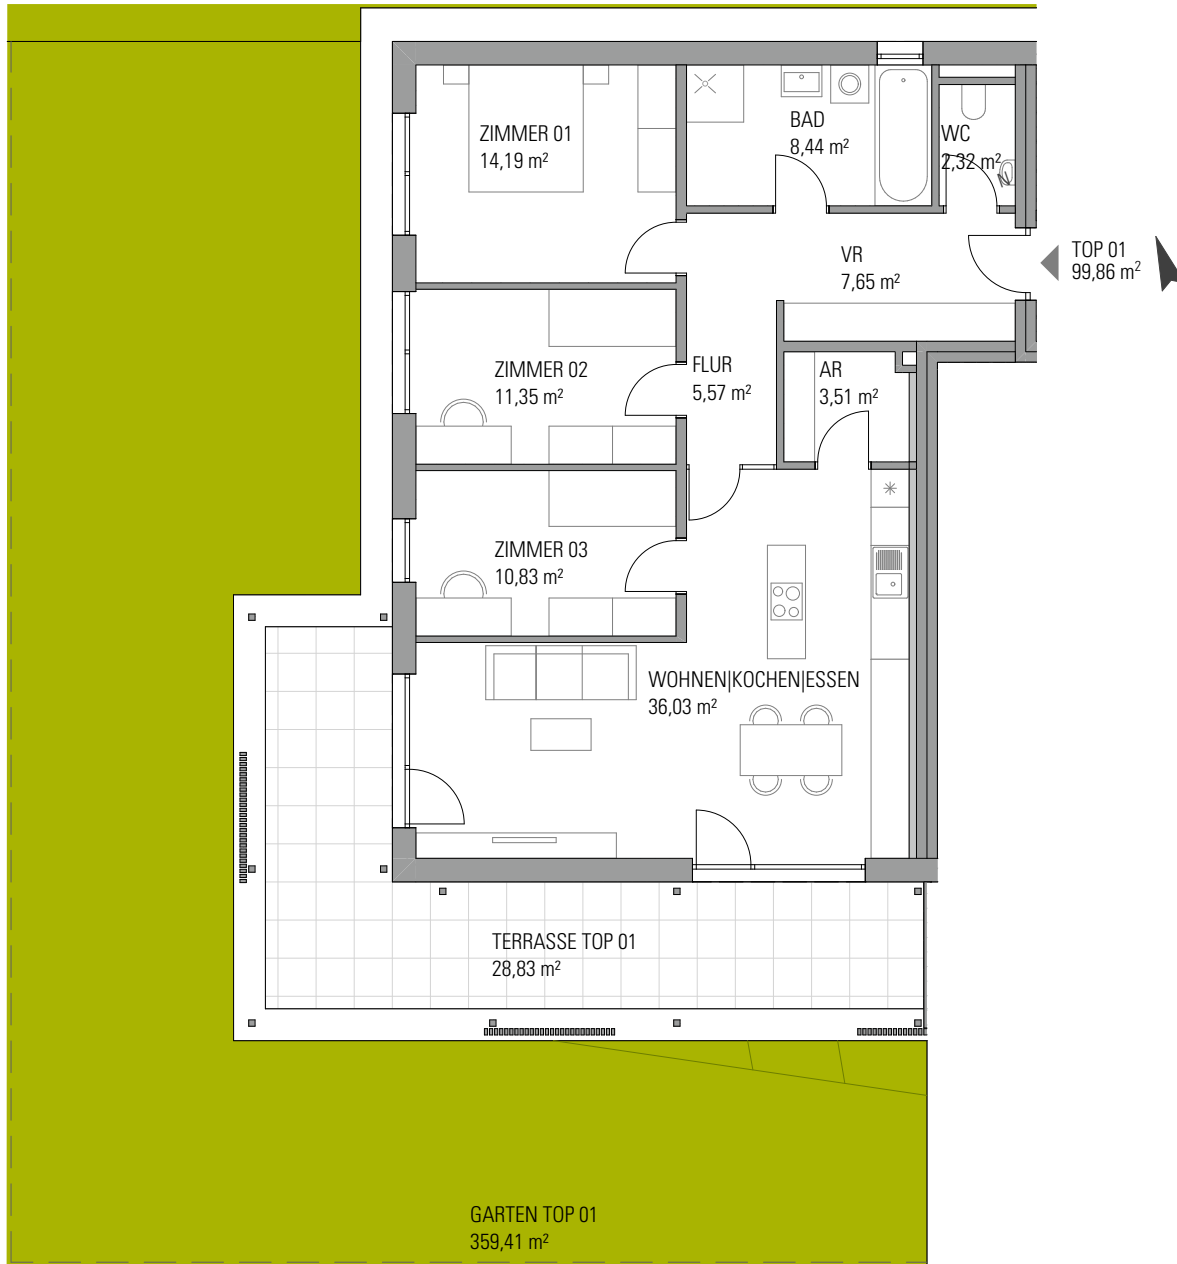 ZIMMER 01
14,19 m²
BAD
8,44 m²
WC
2,32 m²
VR
7,65 m²
TOP 01
99,86 m²
ZIMMER 02
11,35 m²
FLUR
5,57 m²
AR
3,51 m²
ZIMMER 03
10,83 m²
WOHNEN|KOCHEN|ESSEN
36,03 m²
TERRASSE TOP 01
28,83 m²
GARTEN TOP 01
359,41 m²